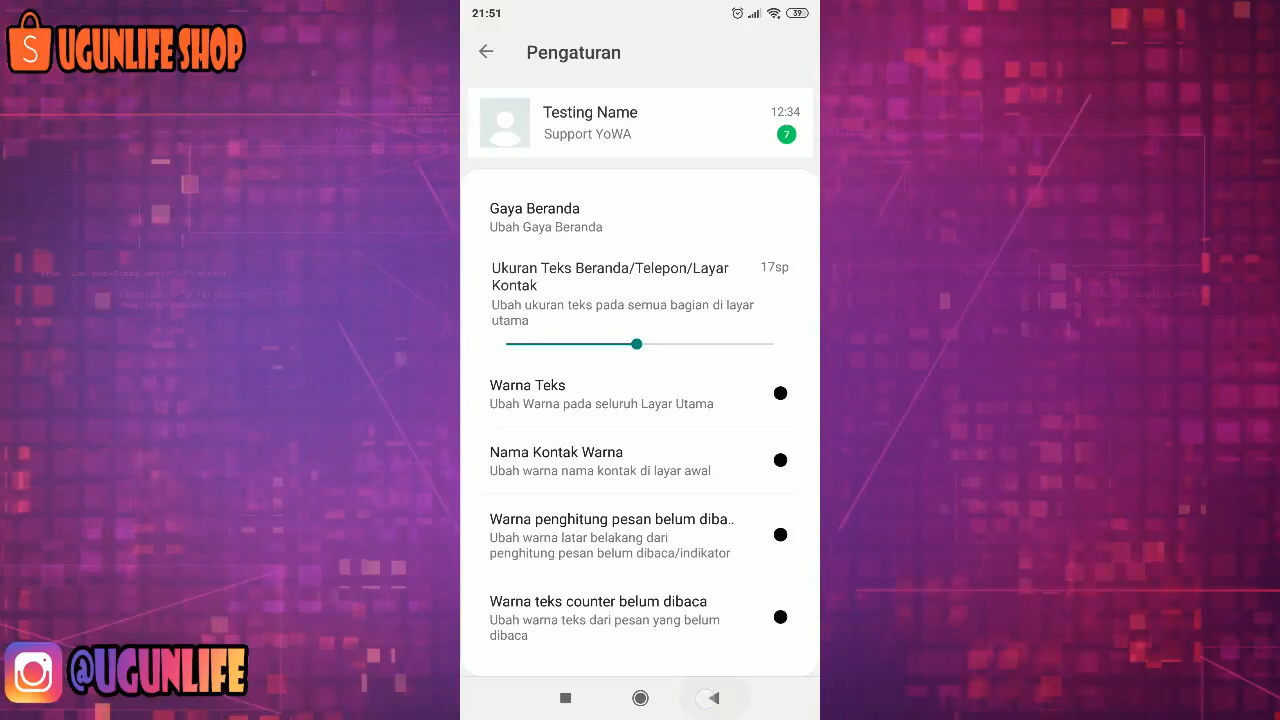 S UGUNLIFE SHOP
21:51
39
Pengaturan
Testing Name
12:34
Support YoWA
7
Gaya Beranda
Ubah Gaya Beranda
Ukuran Teks Beranda/Telepon/Layar
Kontak
17sp
Ubah ukuran teks pada semua bagian di layar
utama
Warna Teks
Ubah Warna pada seluruh Layar Utama
Nama Kontak Warna
Ubah warna nama kontak di layar awal
Warna penghitung pesan belum diba..
Ubah warna latar belakang dari
penghitung pesan belum dibaca/indikator
Warna teks counter belum dibaca
Ubah warna teks dari pesan yang belum
dibaca
@UGUNLIFE